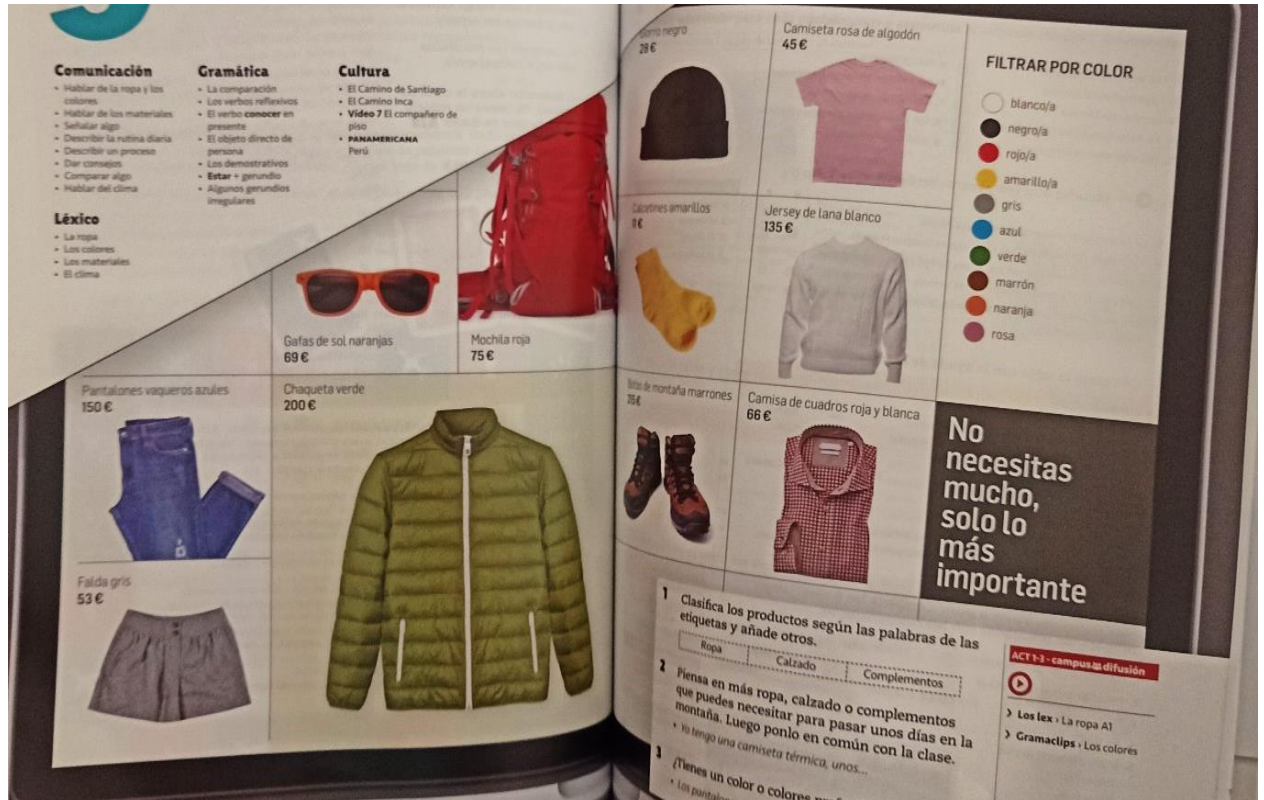 Comunicación
• Hablar de la ropa y los
colores
• Hablar de los materiales
• Señalar algo
• Describir la rutina diaria
• Describir un proceso
• Dar consejos
• Comparar algo
• Hablar del clima
Léxico
• La ropa
• Los colores
• Los materiales
• El clima
Gramática
• La comparación
• Los verbos reflexivos
• El verbo conocer en
presente
• El objeto directo de
persona
• Los demostrativos
• Estar + gerundio
• Algunos gerundios
irregulares
Cultura
• El Camino de Santiago
• El Camino Inca
• Vídeo 7 El compañero de
piso
• PANAMERICANA
Perú
Gafas de sol naranjas
69 €
Mochila roja
75 €
Pantalones vaqueros azules
150 €
Chaqueta verde
200 €
Falda gris
53 €
Gorro negro
28 €
Camiseta rosa de algodón
45 €
Calcetines amarillos
11 €
Jersey de lana blanco
135 €
Botas de montaña marrones
Camisa de cuadros roja y blanca
66 €
FILTRAR POR COLOR
blanco/a
negro/a
rojo/a
amarillo/a
gris
azul
verde
marrón
naranja
rosa
No
necesitas
mucho,
solo lo
más
importante
1 Clasifica los productos según las palabras de las
etiquetas y añade otros.
Ropa
Calzado
Complementos
2 Piensa en más ropa, calzado o complementos
que puedes necesitar para pasar unos días en la
montaña. Luego ponlo en común con la clase.
• Yo tengo una camiseta térmica, unos...
3 ¿Tienes un color o colores
• Los
ACT 1-3 - campus difusión
> Los lex › La ropa A1
> Gramaclips › Los colores